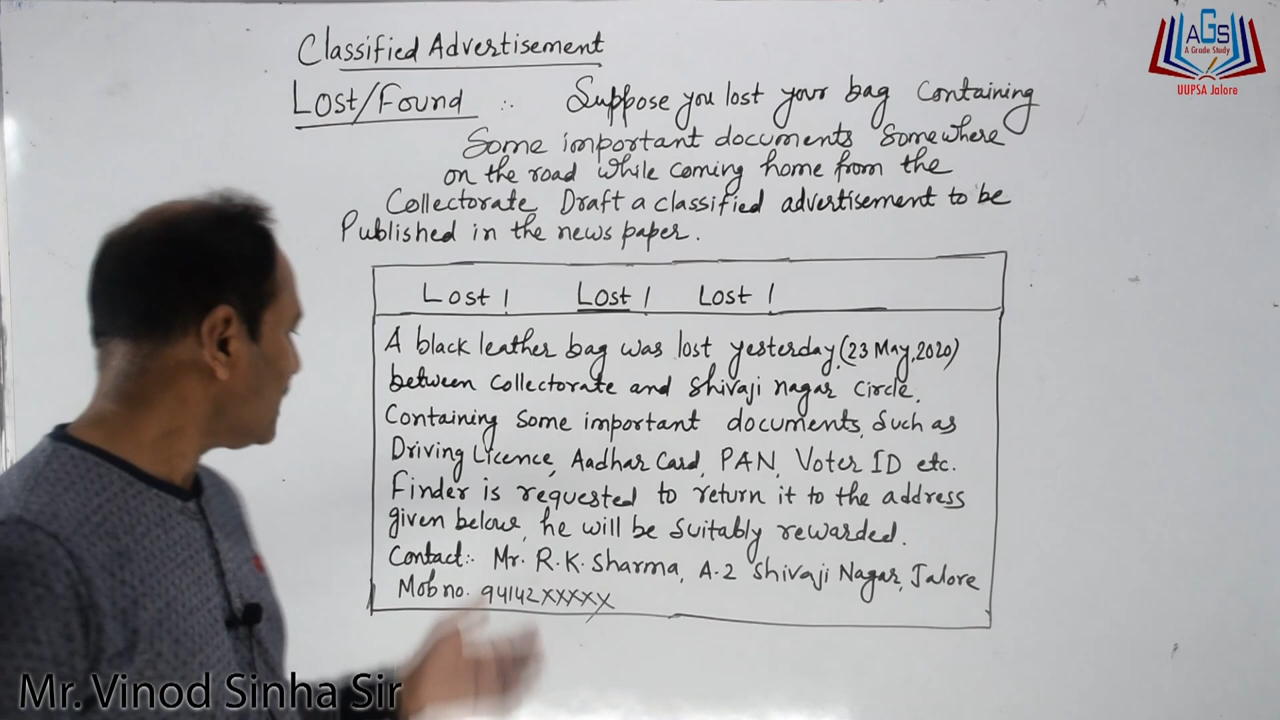 Classified Advertisement
Lost/Found :. Suppose you lost your bag Containing
Some important documents Somewhere
on the road while coming home from the
Collectorate Draft a classified advertisement to be
Published in the news paper.
Lost! Lost! Lost!
A black leather bag was lost yesterday,(23 May,2020)
between Collectorate and Shivaji nagar Circle,
Containing some important documents, such as
Driving Licence, Aadhar Card, PAN, Voter ID etc.
Finder is requested to return it to the address
given below, he will be suitably rewarded.
Contact:. Mr. R.K. Sharma, A-2 Shivaji Nagar, Jalore
Mob no. 94142XXXXX
AGS
A Grade Study
UUPSA Jalore
Mr. Vinod Sinha Sir